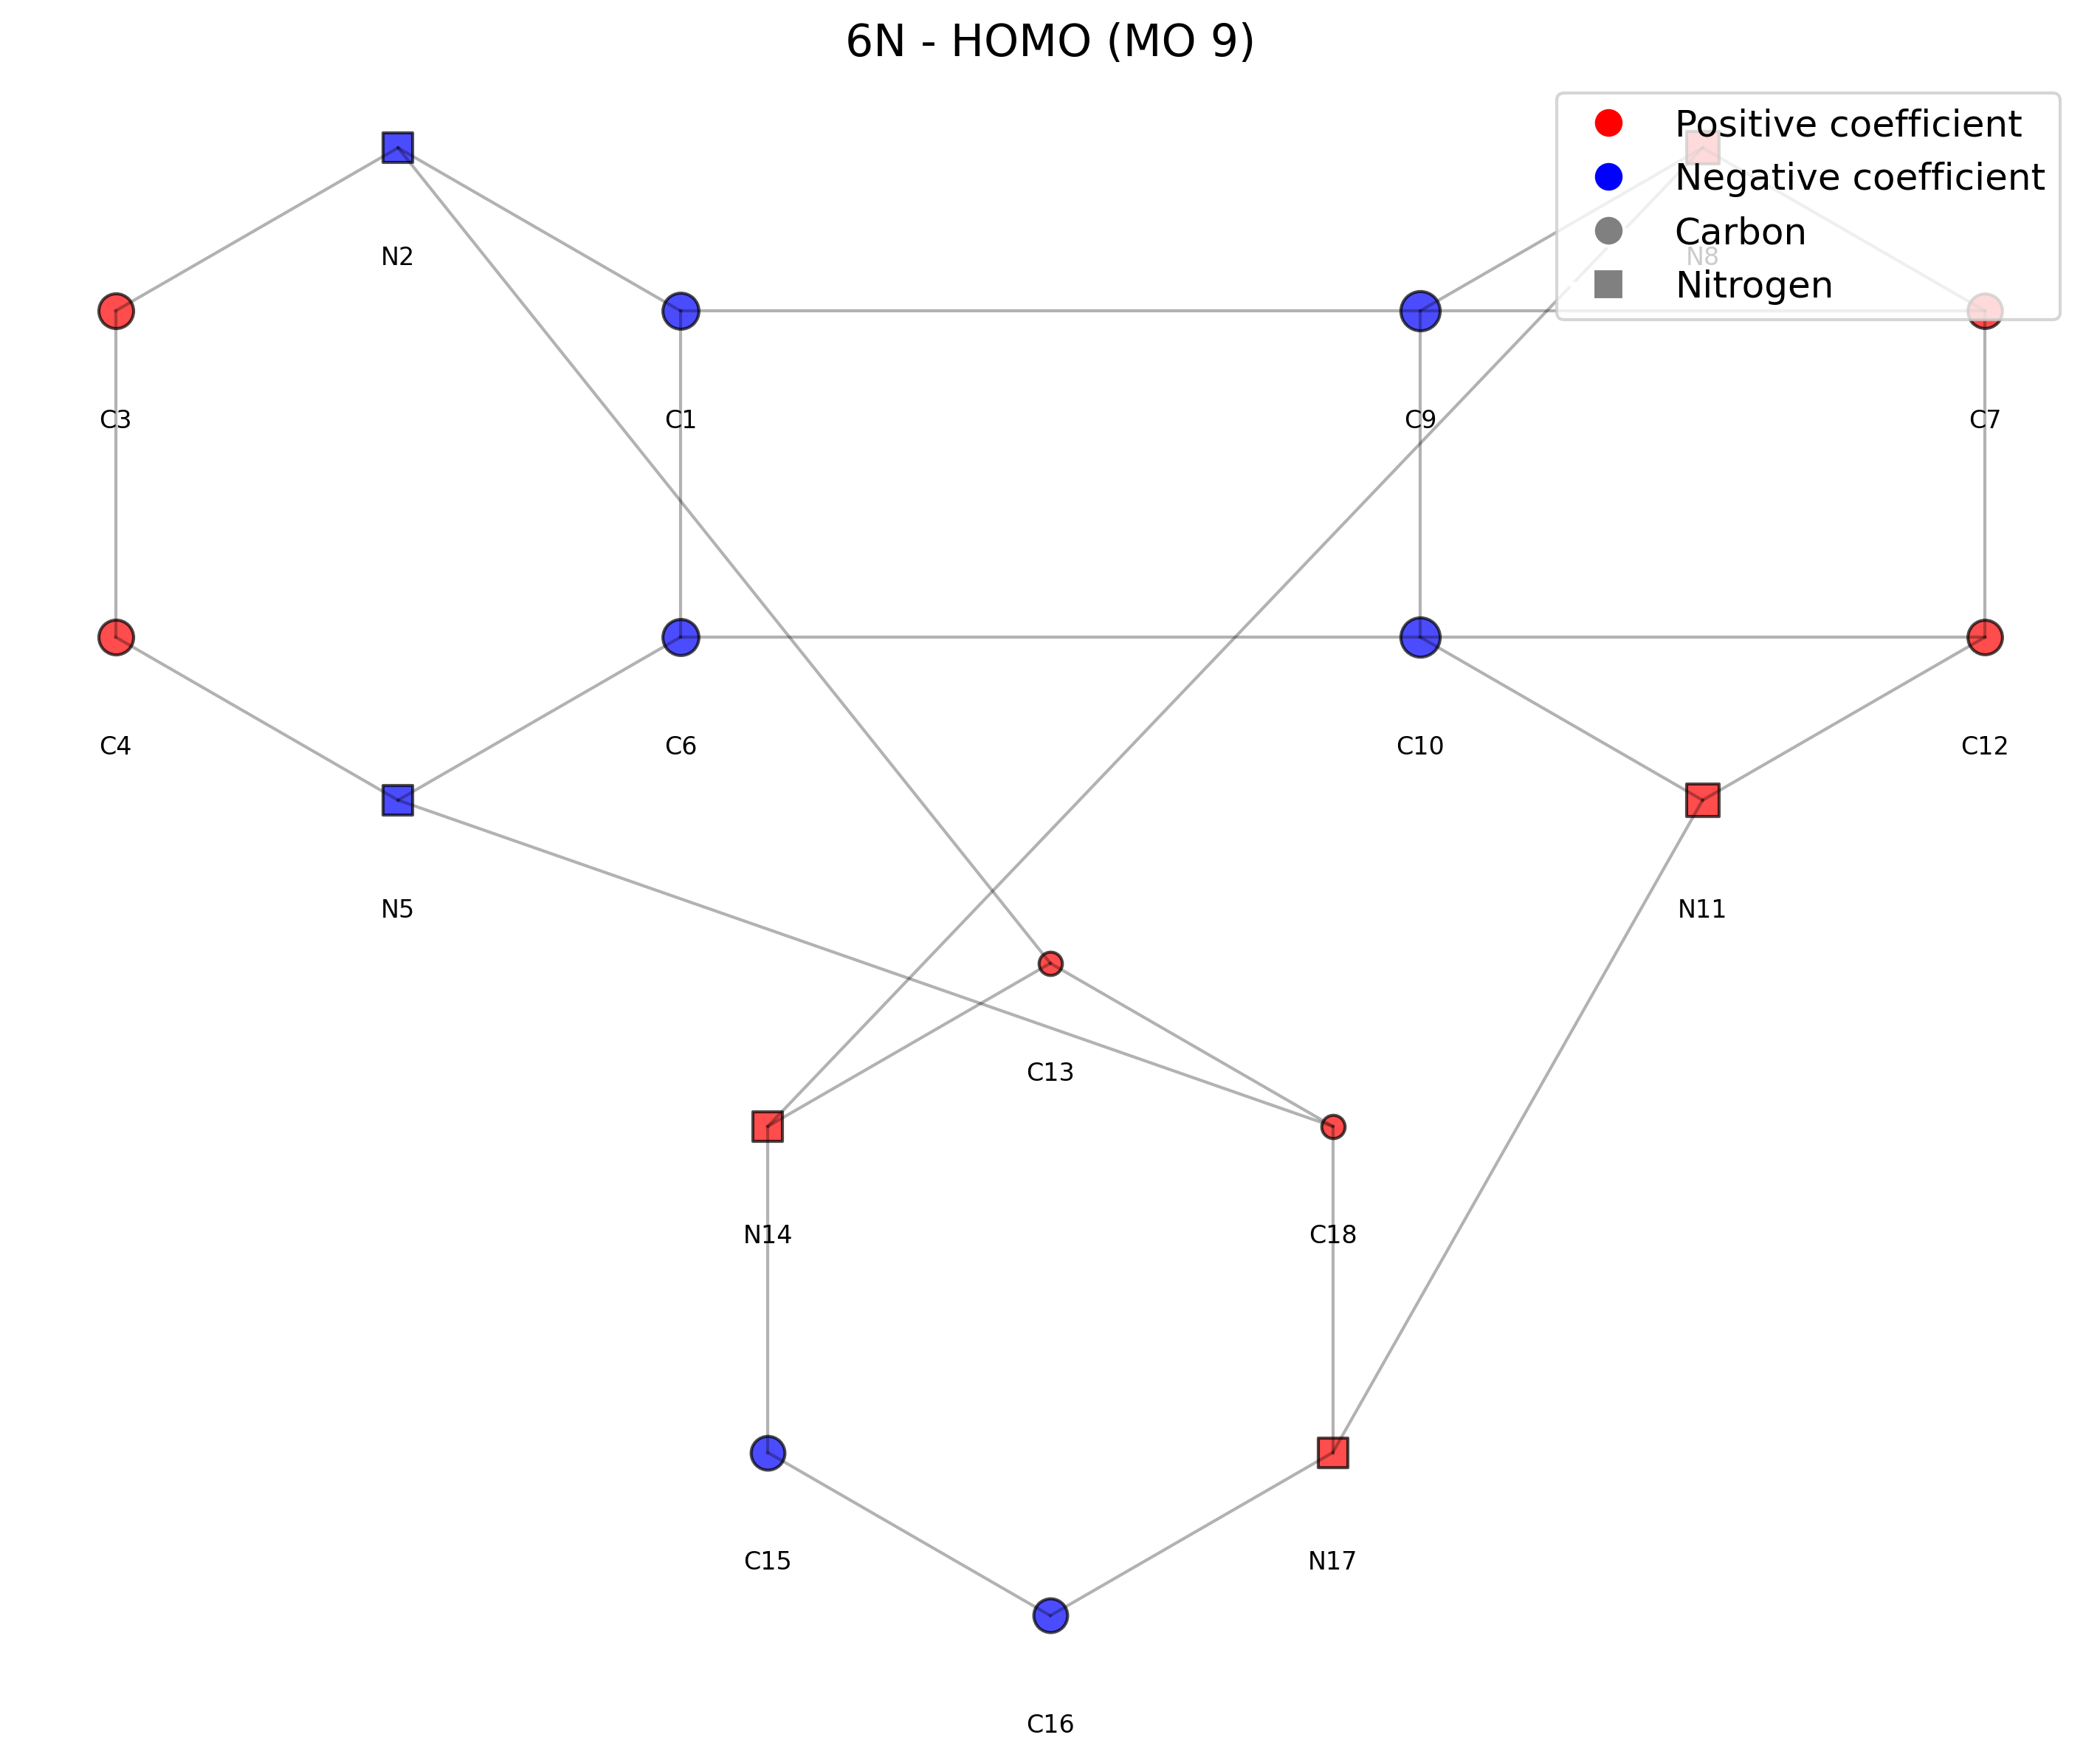 6N - HOMO (MO 9)
Positive coefficient
Negative coefficient
Carbon
Nitrogen
N2
N8
C3
C1
C9
C7
C4
C6
C10
C12
N5
N11
C13
N14
C18
C15
N17
C16